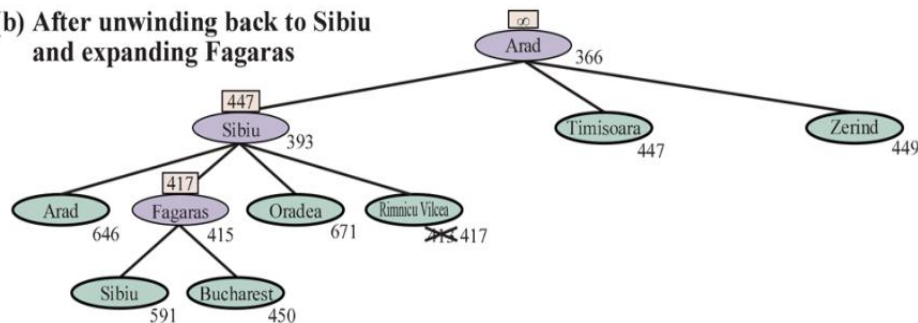 b) After unwinding back to Sibiu
and expanding Fagaras
∞
Arad
366
447
Sibiu
393
Timisoara
447
Zerind
449
Arad
646
417
Fagaras
415
Oradea
671
Rimnicu Vilcea
413 417
Sibiu
591
Bucharest
450